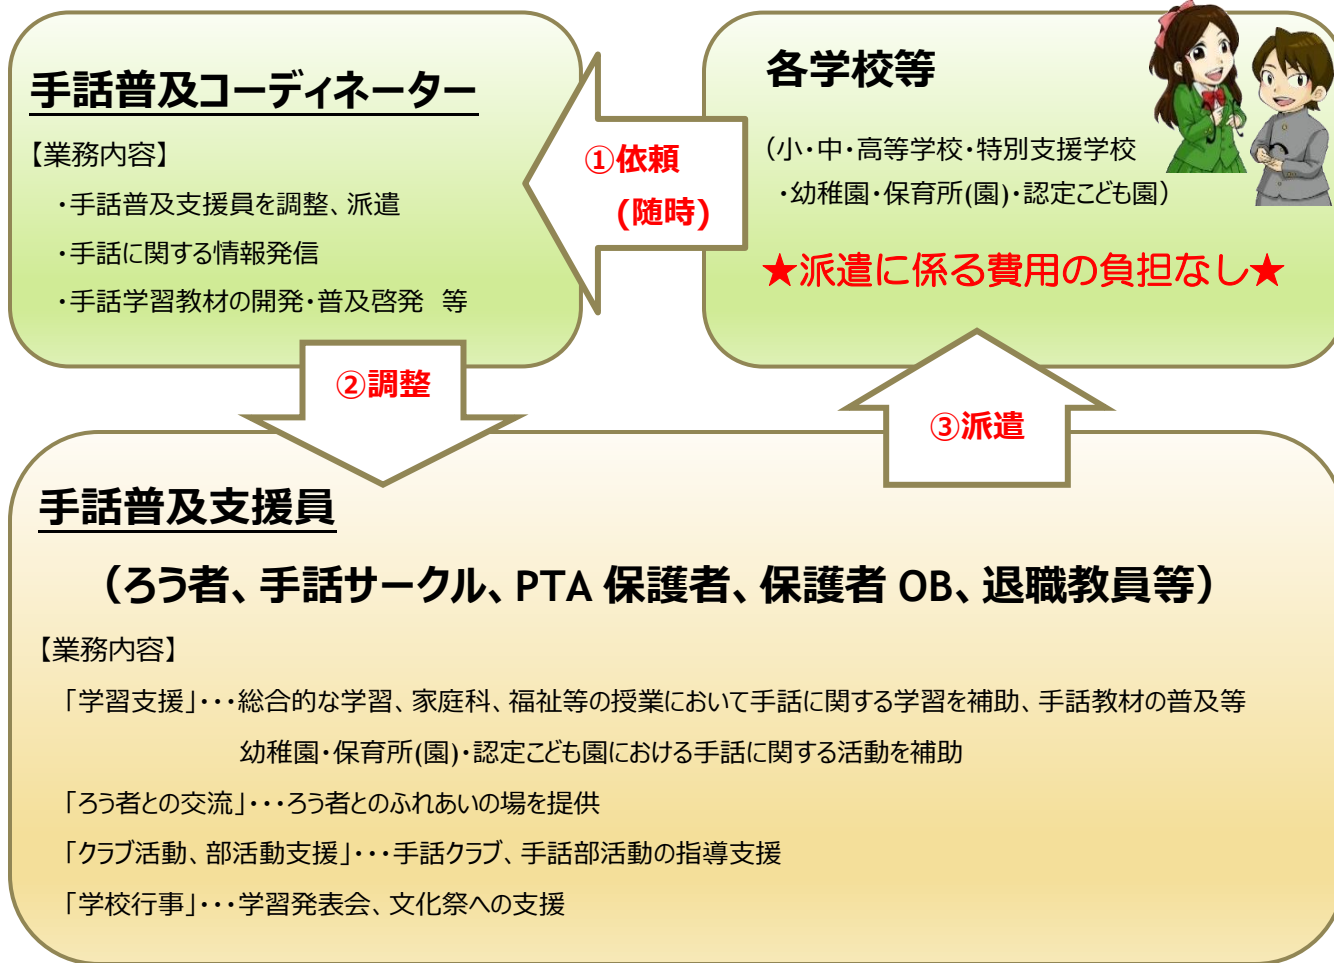 手話普及コーディネーター
【業務内容】
・手話普及支援員を調整、派遣
・手話に関する情報発信
・手話学習教材の開発・普及啓発 等
①依頼
(随時)
各学校等
(小・中・高等学校・特別支援学校
・幼稚園・保育所(園)・認定こども園)
★派遣に係る費用の負担なし★
②調整
③派遣
手話普及支援員
(ろう者、手話サークル、PTA 保護者、保護者 OB、退職教員等)
【業務内容】
「学習支援」・・・総合的な学習、家庭科、福祉等の授業において手話に関する学習を補助、手話教材の普及等
幼稚園・保育所(園)・認定こども園における手話に関する活動を補助
「ろう者との交流」・・・ろう者とのふれあいの場を提供
「クラブ活動、部活動支援」・・・手話クラブ、手話部活動の指導支援
「学校行事」・・・学習発表会、文化祭への支援